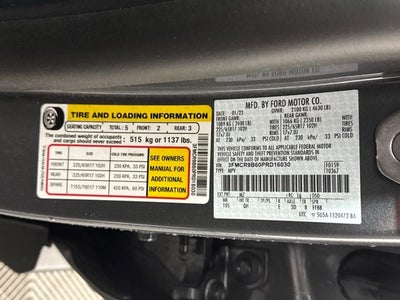 TIRE AND LOADING INFORMATION
SEATING CAPACITY TOTAL : 5 FRONT: 2 REAR: 3
The combined weight of occupants
and cargo should never exceed : 515 kg or 1137 lbs.
TIRE SIZE COLD TIRE PRESSURE
FRONT 225/65R17 102H 230 KPA, 33 PSI
REAR 225/65R17 102H 230 KPA, 33 PSI
SPARE T155/70D17 110M 420 KPA, 60 PSI
SEE OWNERS
MANUAL FOR
ADDITIONAL
INFORMATION
3FMCR9B60PRD16030
MFD. BY FORD MOTOR CO.
DATE: 01/23 GVWR: 2100 KG ( 4630 LB)
FRONT GAWR: REAR GAWR:
1089 KG ( 2400 LB) 1066 KG ( 2350 LB)
225/65R17 102H 225/65R17 102H
17x7.0J 17x7.0J
AT 230 kPa/ 33 PSI COLD AT 230 kPa/ 33 PSI COLD
THIS VEHICLE CONFORMS TO ALL APPLICABLE FEDERAL MOTOR
VEHICLE SAFETY AND THEFT PREVENTION STANDARDS IN EFFECT
ON THE DATE OF MANUFACTURE SHOWN ABOVE.
VIN: 3FMCR9B60PRD16030 F0159
TYPE: MPV
M7
UTC